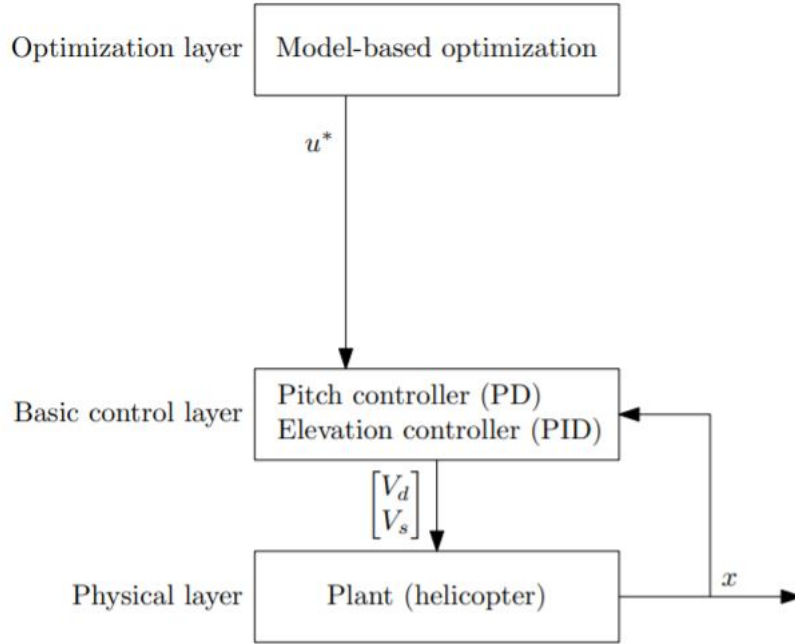 Optimization layer
Model-based optimization
u*
Basic control layer
Pitch controller (PD)
Elevation controller (PID)
[V_d
V_s]
Physical layer
Plant (helicopter)
x